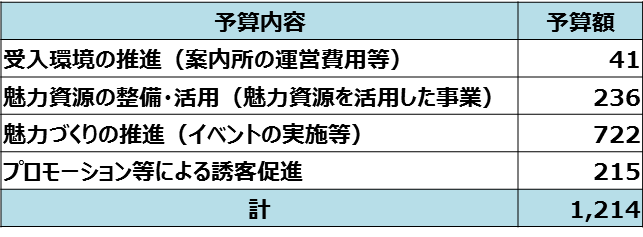 予算内容 予算額
受入環境の推進（案内所の運営費用等） 41
魅力資源の整備・活用（魅力資源を活用した事業） 236
魅力づくりの推進（イベントの実施等） 722
プロモーション等による誘客促進 215
計 1,214